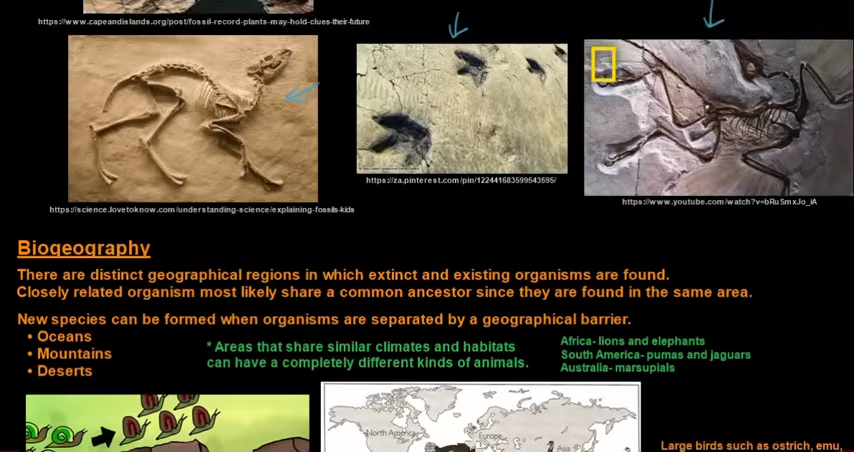 https://www.capeandislands.org/post/fossil-record-plants-may-hold-clues-their-future
https://za.pinterest.com/pin/122441683599543595/
https://www.youtube.com/watch?v=bRuSmxJo_iA
https://science.lovetoknow.com/understanding-science/explaining-fossils-kids
Biogeography
There are distinct geographical regions in which extinct and existing organisms are found.
Closely related organism most likely share a common ancestor since they are found in the same area.
New species can be formed when organisms are separated by a geographical barrier.
• Oceans
• Mountains
• Deserts
* Areas that share similar climates and habitats
can have a completely different kinds of animals.
Africa- lions and elephants
South America- pumas and jaguars
Australia- marsupials
North America
Europe
Asia
Large birds such as ostrich, emu,